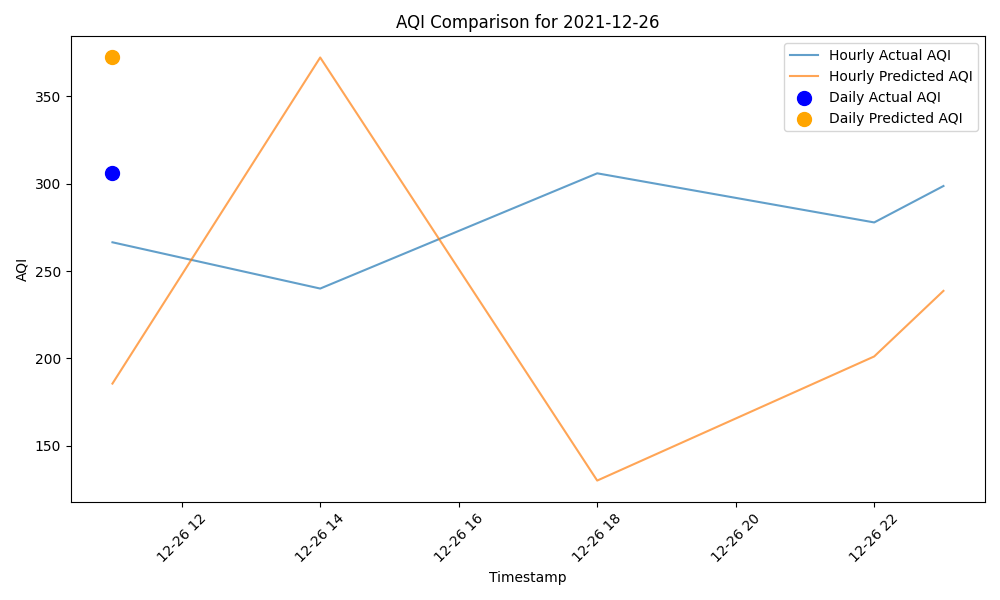 AQI Comparison for 2021-12-26
Hourly Actual AQI
Hourly Predicted AQI
Daily Actual AQI
Daily Predicted AQI
AQI
350
300
250
200
150
12-26 12
12-26 14
12-26 16
12-26 18
12-26 20
12-26 22
Timestamp